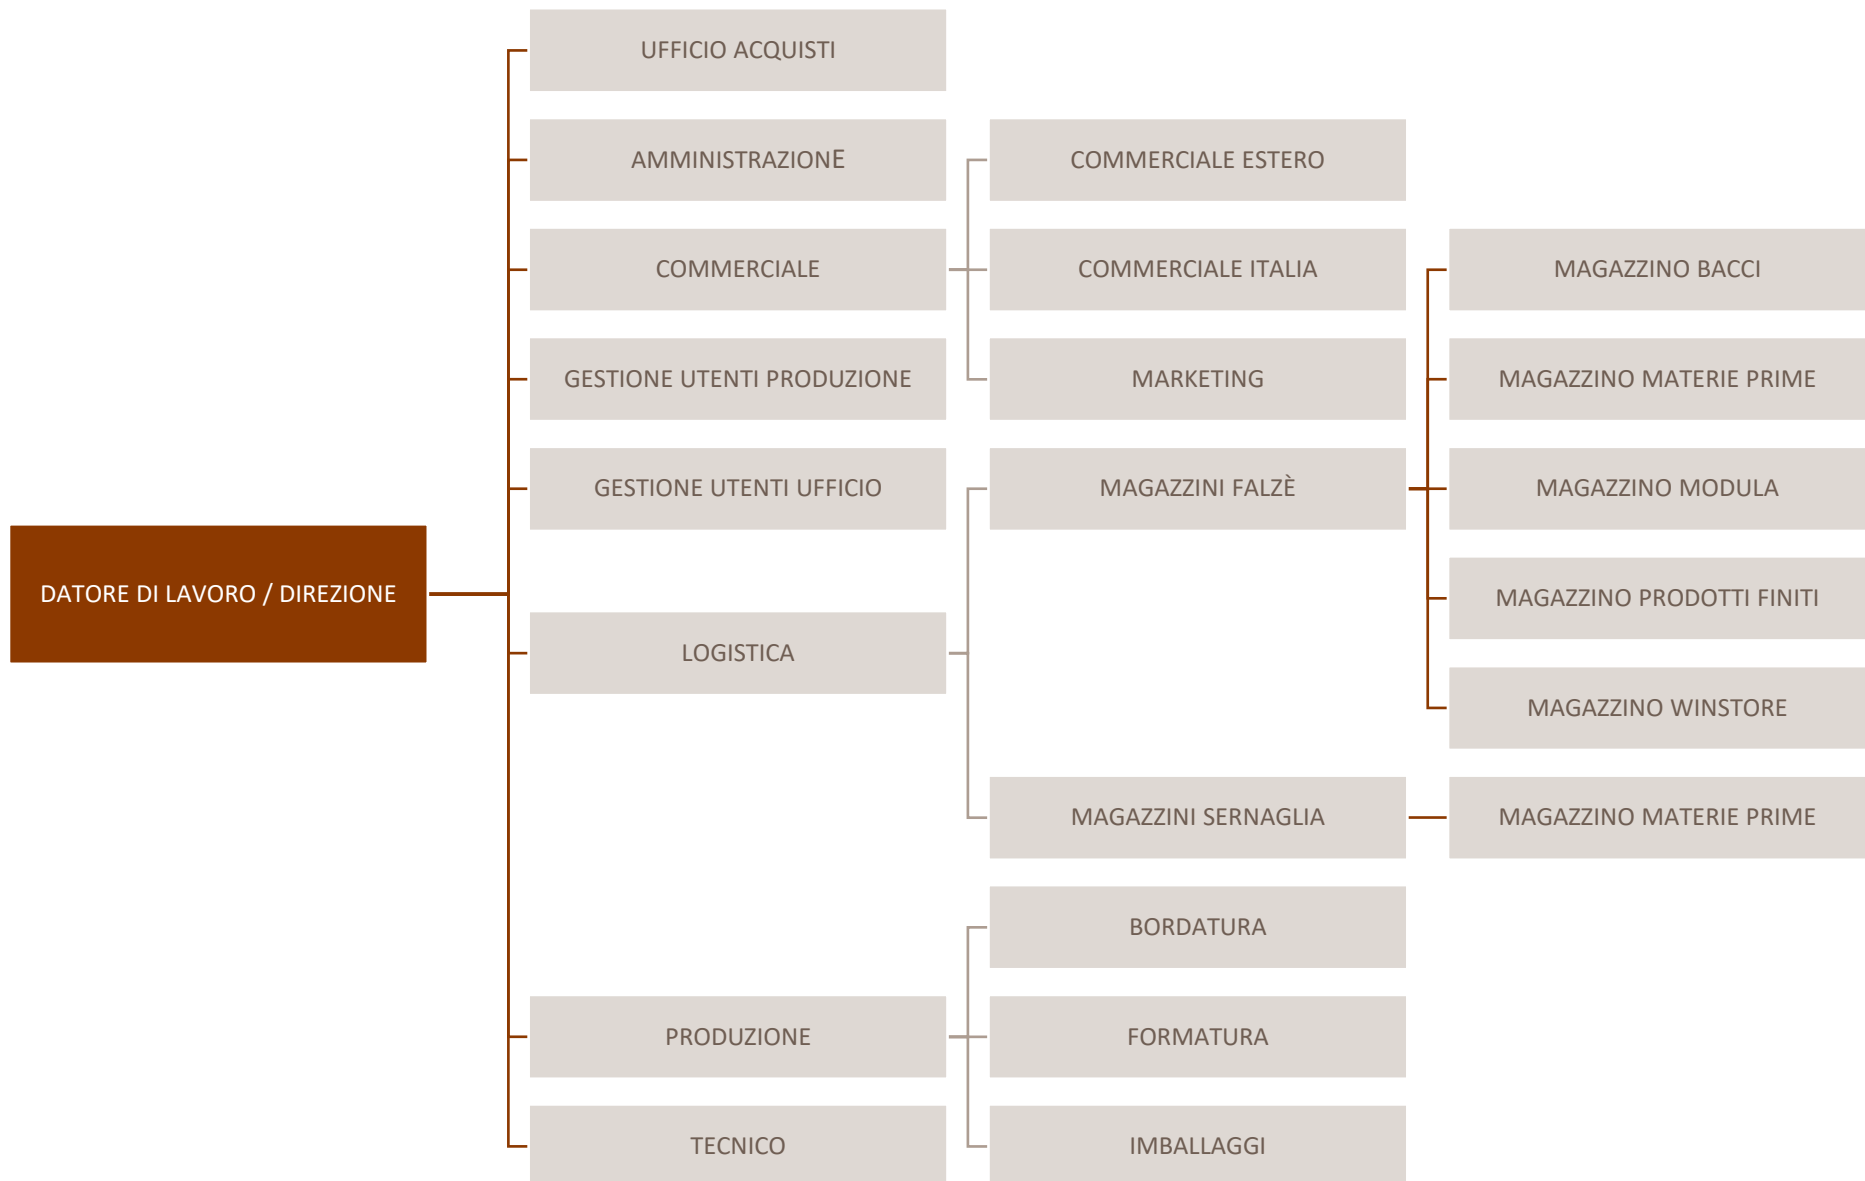 UFFICIO ACQUISTI
AMMINISTRAZIONE
COMMERCIALE ESTERO
COMMERCIALE
COMMERCIALE ITALIA
MAGAZZINO BACCI
GESTIONE UTENTI PRODUZIONE
MARKETING
MAGAZZINO MATERIE PRIME
GESTIONE UTENTI UFFICIO
MAGAZZINI FALZÈ
MAGAZZINO MODULA
DATORE DI LAVORO / DIREZIONE
MAGAZZINO PRODOTTI FINITI
LOGISTICA
MAGAZZINO WINSTORE
MAGAZZINI SERNAGLIA
MAGAZZINO MATERIE PRIME
BORDATURA
PRODUZIONE
FORMATURA
TECNICO
IMBALLAGGI